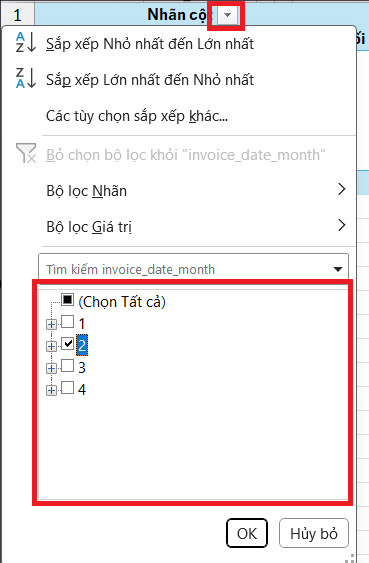 1 Nhãn cột
Sắp xếp Nhỏ nhất đến Lớn nhất
Sắp xếp Lớn nhất đến Nhỏ nhất
Các tùy chọn sắp xếp khác...
Bỏ chọn bộ lọc khỏi "invoice_date_month"
Bộ lọc Nhãn
Bộ lọc Giá trị
Tìm kiếm invoice_date_month
(Chọn Tất cả)
1
2
3
4
OK Hủy bỏ